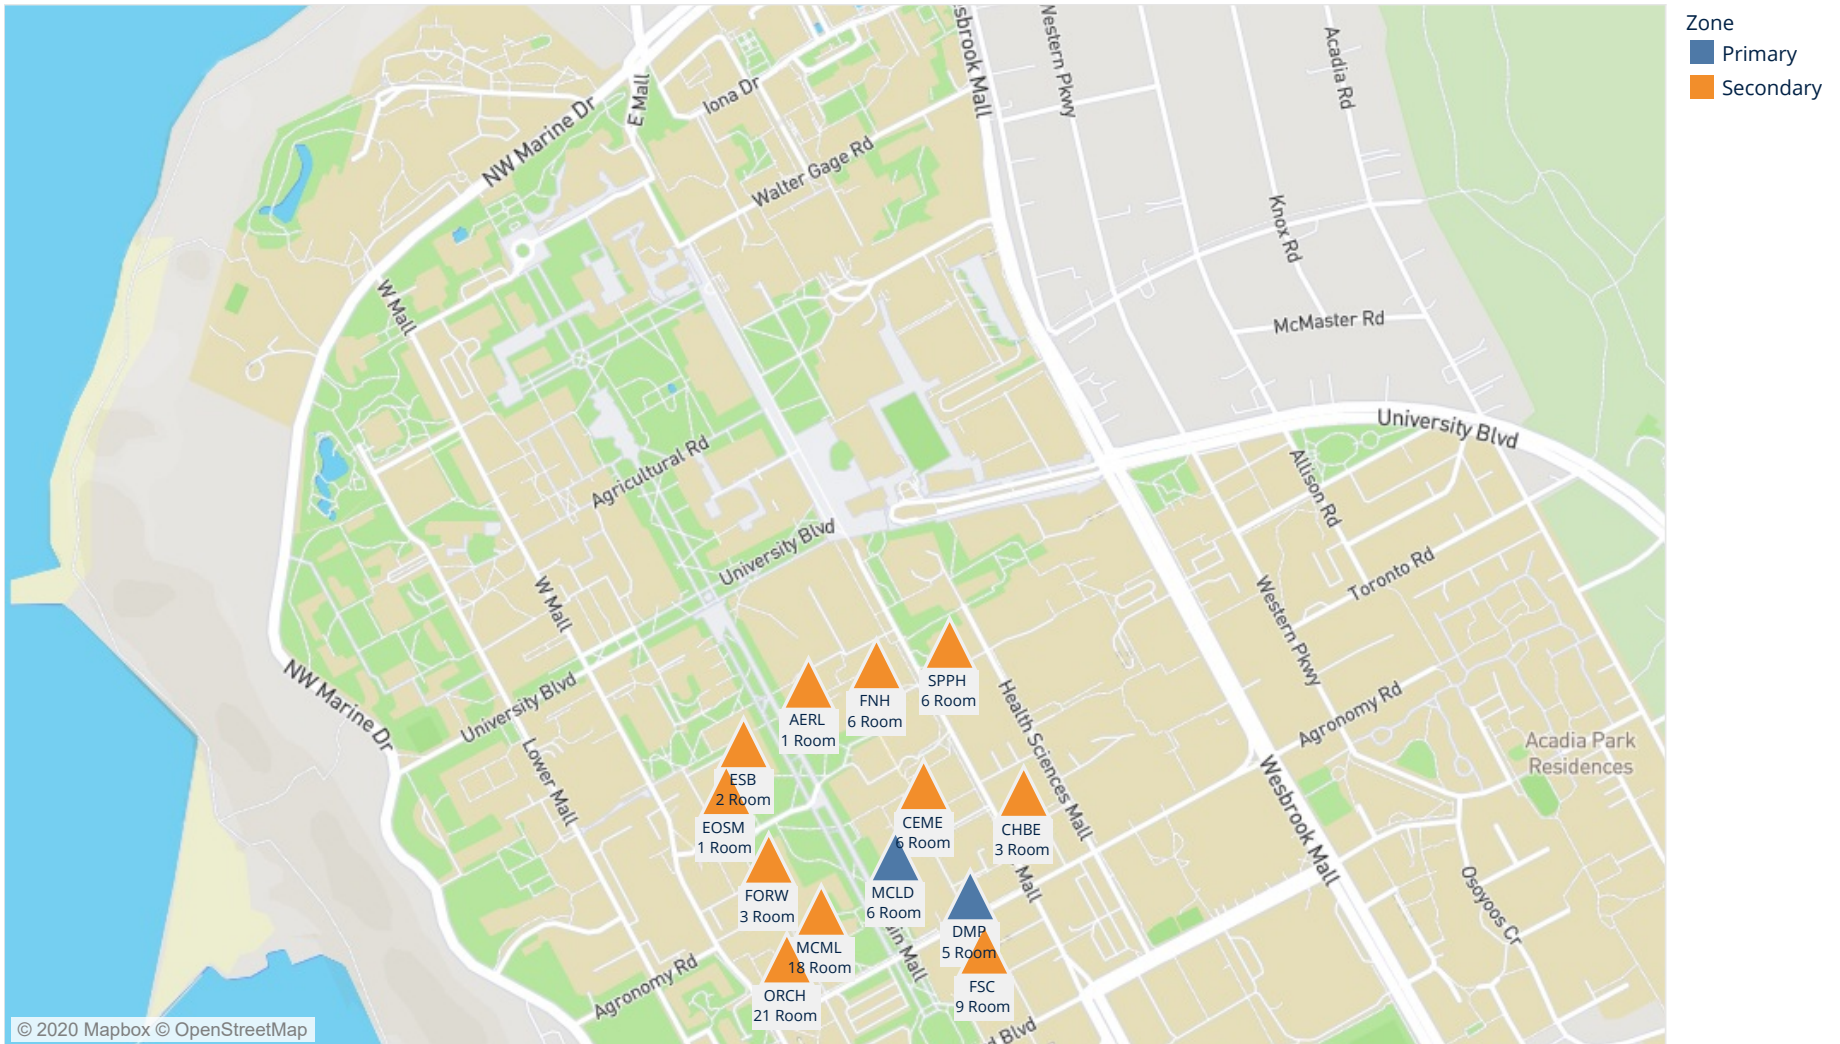 Zone
Primary
Secondary
sbrook Mall
Western Pkwy
Acadia Rd
E Mall
Iona Dr
NW Marine Dr
Walter Gage Rd
Knox Rd
W Mall
McMaster Rd
University Blvd
Agricultural Rd
Allison Rd
University Blvd
Toronto Rd
W Mall
Western Pkwy
NW Marine Dr
University Blvd
SPPH
6 Room
FNH
6 Room
AERL
1 Room
Health Sciences Mall
Agronomy Rd
Acadia Park
Residences
Lower Mall
ESB
2 Room
EOSM
1 Room
CEME
6 Room
CHBE
3 Room
Wesbrook Mall
FORW
3 Room
MCLD
6 Room
Mall
Osoyoos Cr
MCML
18 Room
DMP
5 Room
ain Mall
Agronomy Rd
ORCH
21 Room
FSC
9 Room
d Blvd
© 2020 Mapbox © OpenStreetMap